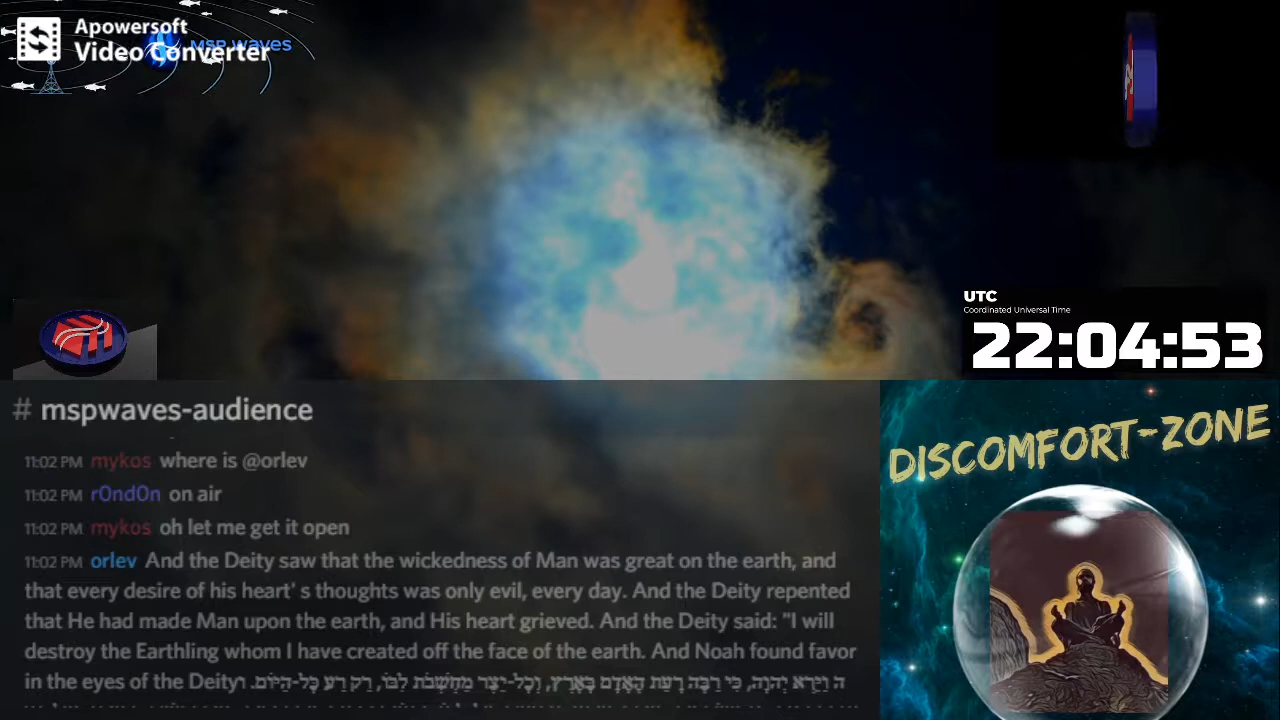 Apowersoft
Video Converter
MSP waves
UTC
Coordinated Universal Time
22:04:53
# mspwaves-audience
11:02 PM mykos where is @orlev
11:02 PM r0nd0n on air
11:02 PM mykos oh let me get it open
11:02 PM orlev And the Deity saw that the wickedness of Man was great on the earth, and
that every desire of his heart' s thoughts was only evil, every day. And the Deity repented
that He had made Man upon the earth, and His heart grieved. And the Deity said: "I will
destroy the Earthling whom I have created off the face of the earth. And Noah found favor
in the eyes of the Deity ה וַיַּרְא יְהוָה, כִּי רַבָּה רָעַת הָאָדָם בָּאָרֶץ, וְכָל-יֵצֶר מַחְשְׁבֹת לִבּוֹ, רַק רַע כָּל-הַיּוֹם.
DISCOMFORT-ZONE